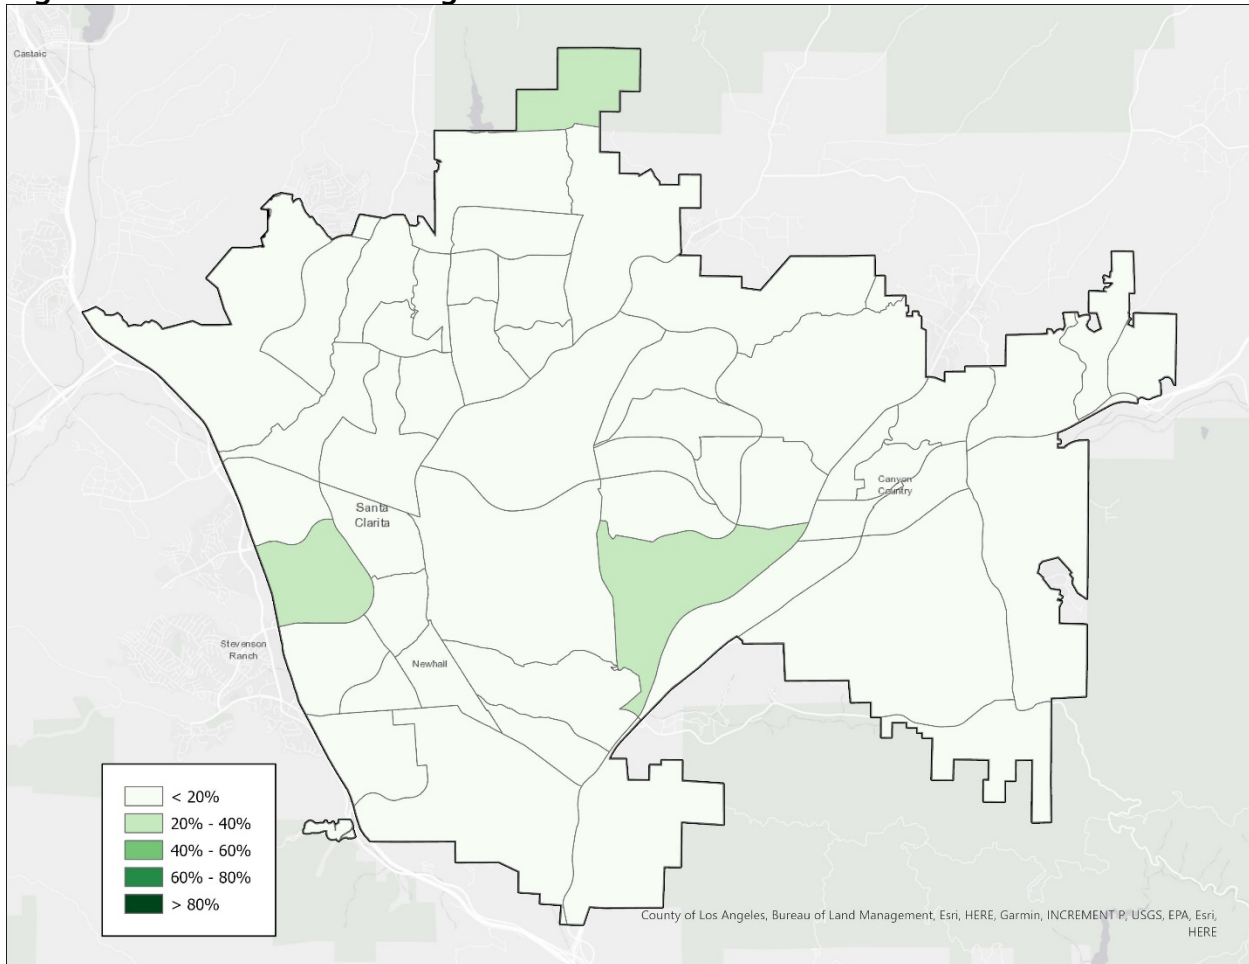 Castaic
Santa
Clarita
Canyon
Country
Stevenson
Ranch
Newhall
< 20%
20% - 40%
40% - 60%
60% - 80%
> 80%
County of Los Angeles, Bureau of Land Management, Esri, HERE, Garmin, INCREMENT P, USGS, EPA, Esri,
HERE